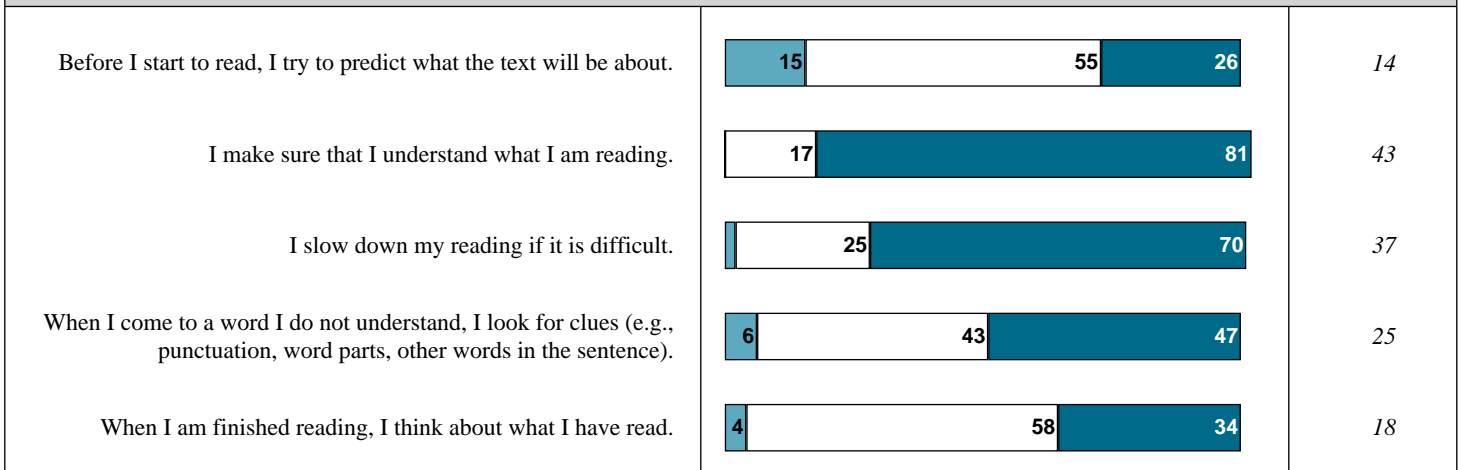 Before I start to read, I try to predict what the text will be about. 15 55 26 14
I make sure that I understand what I am reading. 17 81 43
I slow down my reading if it is difficult. 25 70 37
When I come to a word I do not understand, I look for clues (e.g.,
punctuation, word parts, other words in the sentence). 6 43 47 25
When I am finished reading, I think about what I have read. 4 58 34 18